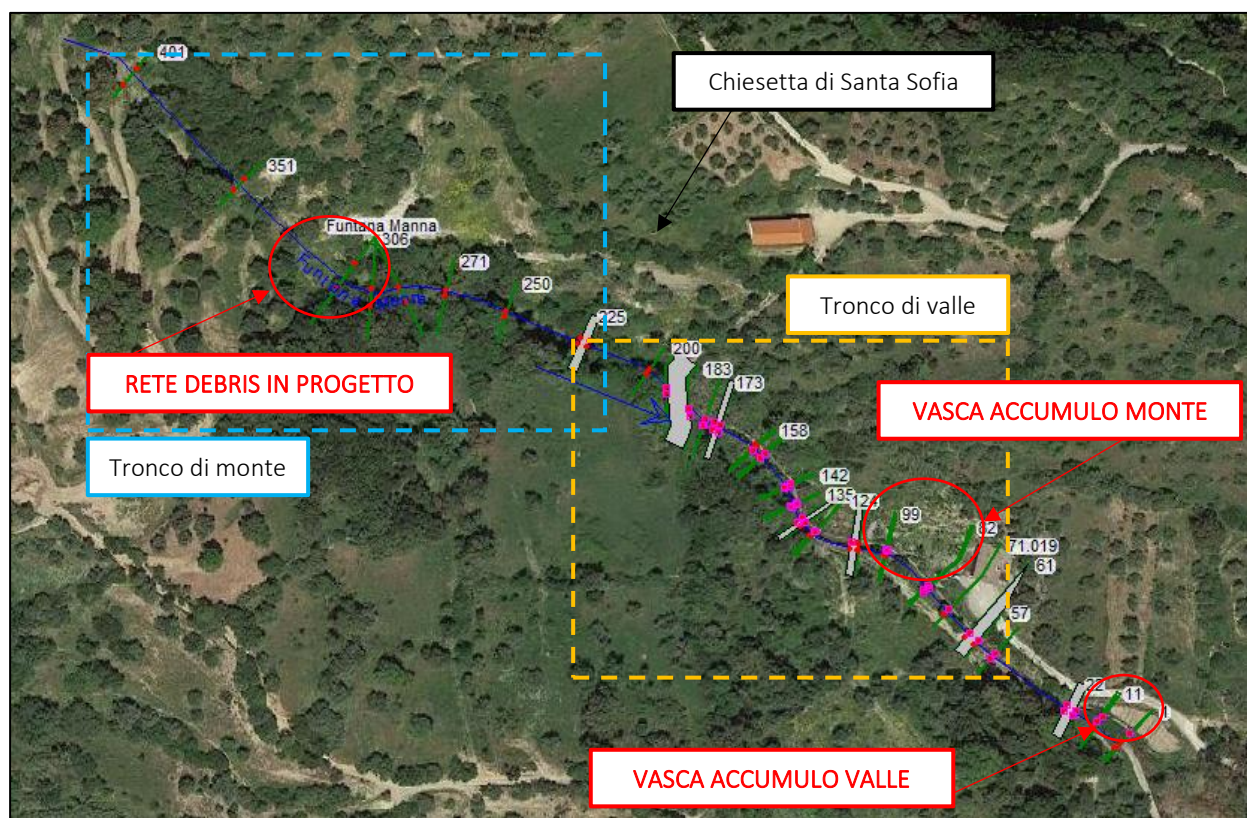 401
Chiesetta di Santa Sofia
351
Funtana Manna
306
271
250
Tronco di valle
225
RETE DEBRIS IN PROGETTO
200
183
173
VASCA ACCUMULO MONTE
158
Tronco di monte
142
135
124
99
82
71.019
61
57
22
11
VASCA ACCUMULO VALLE